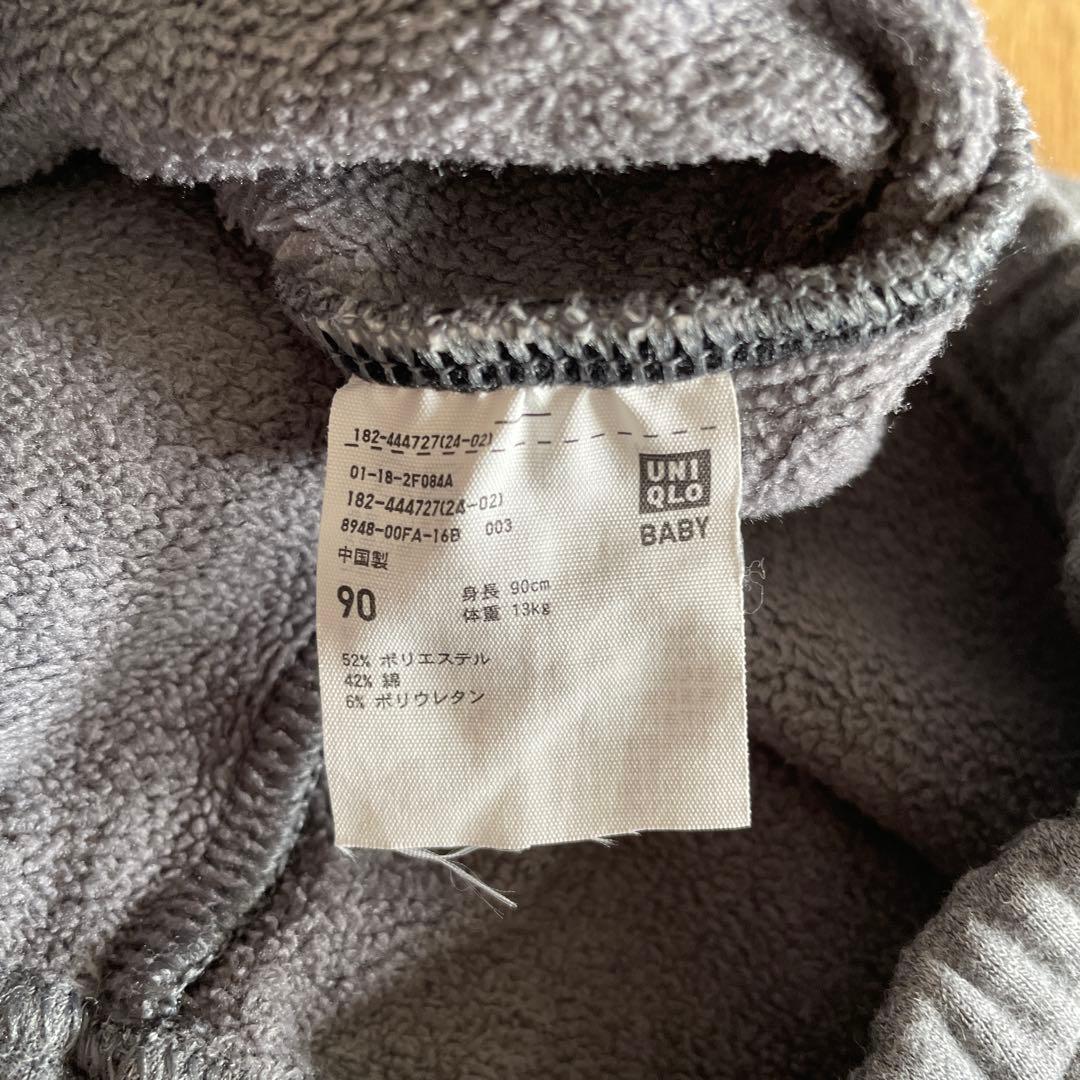 182-444727(24-02)
01-18-2F084A
182-444727(24-02)
8948-00FA-16B 003
中国製
UNI
QLO
BABY
90
身長 90cm
体重 13kg
52% ポリエステル
42% 綿
6% ポリウレタン